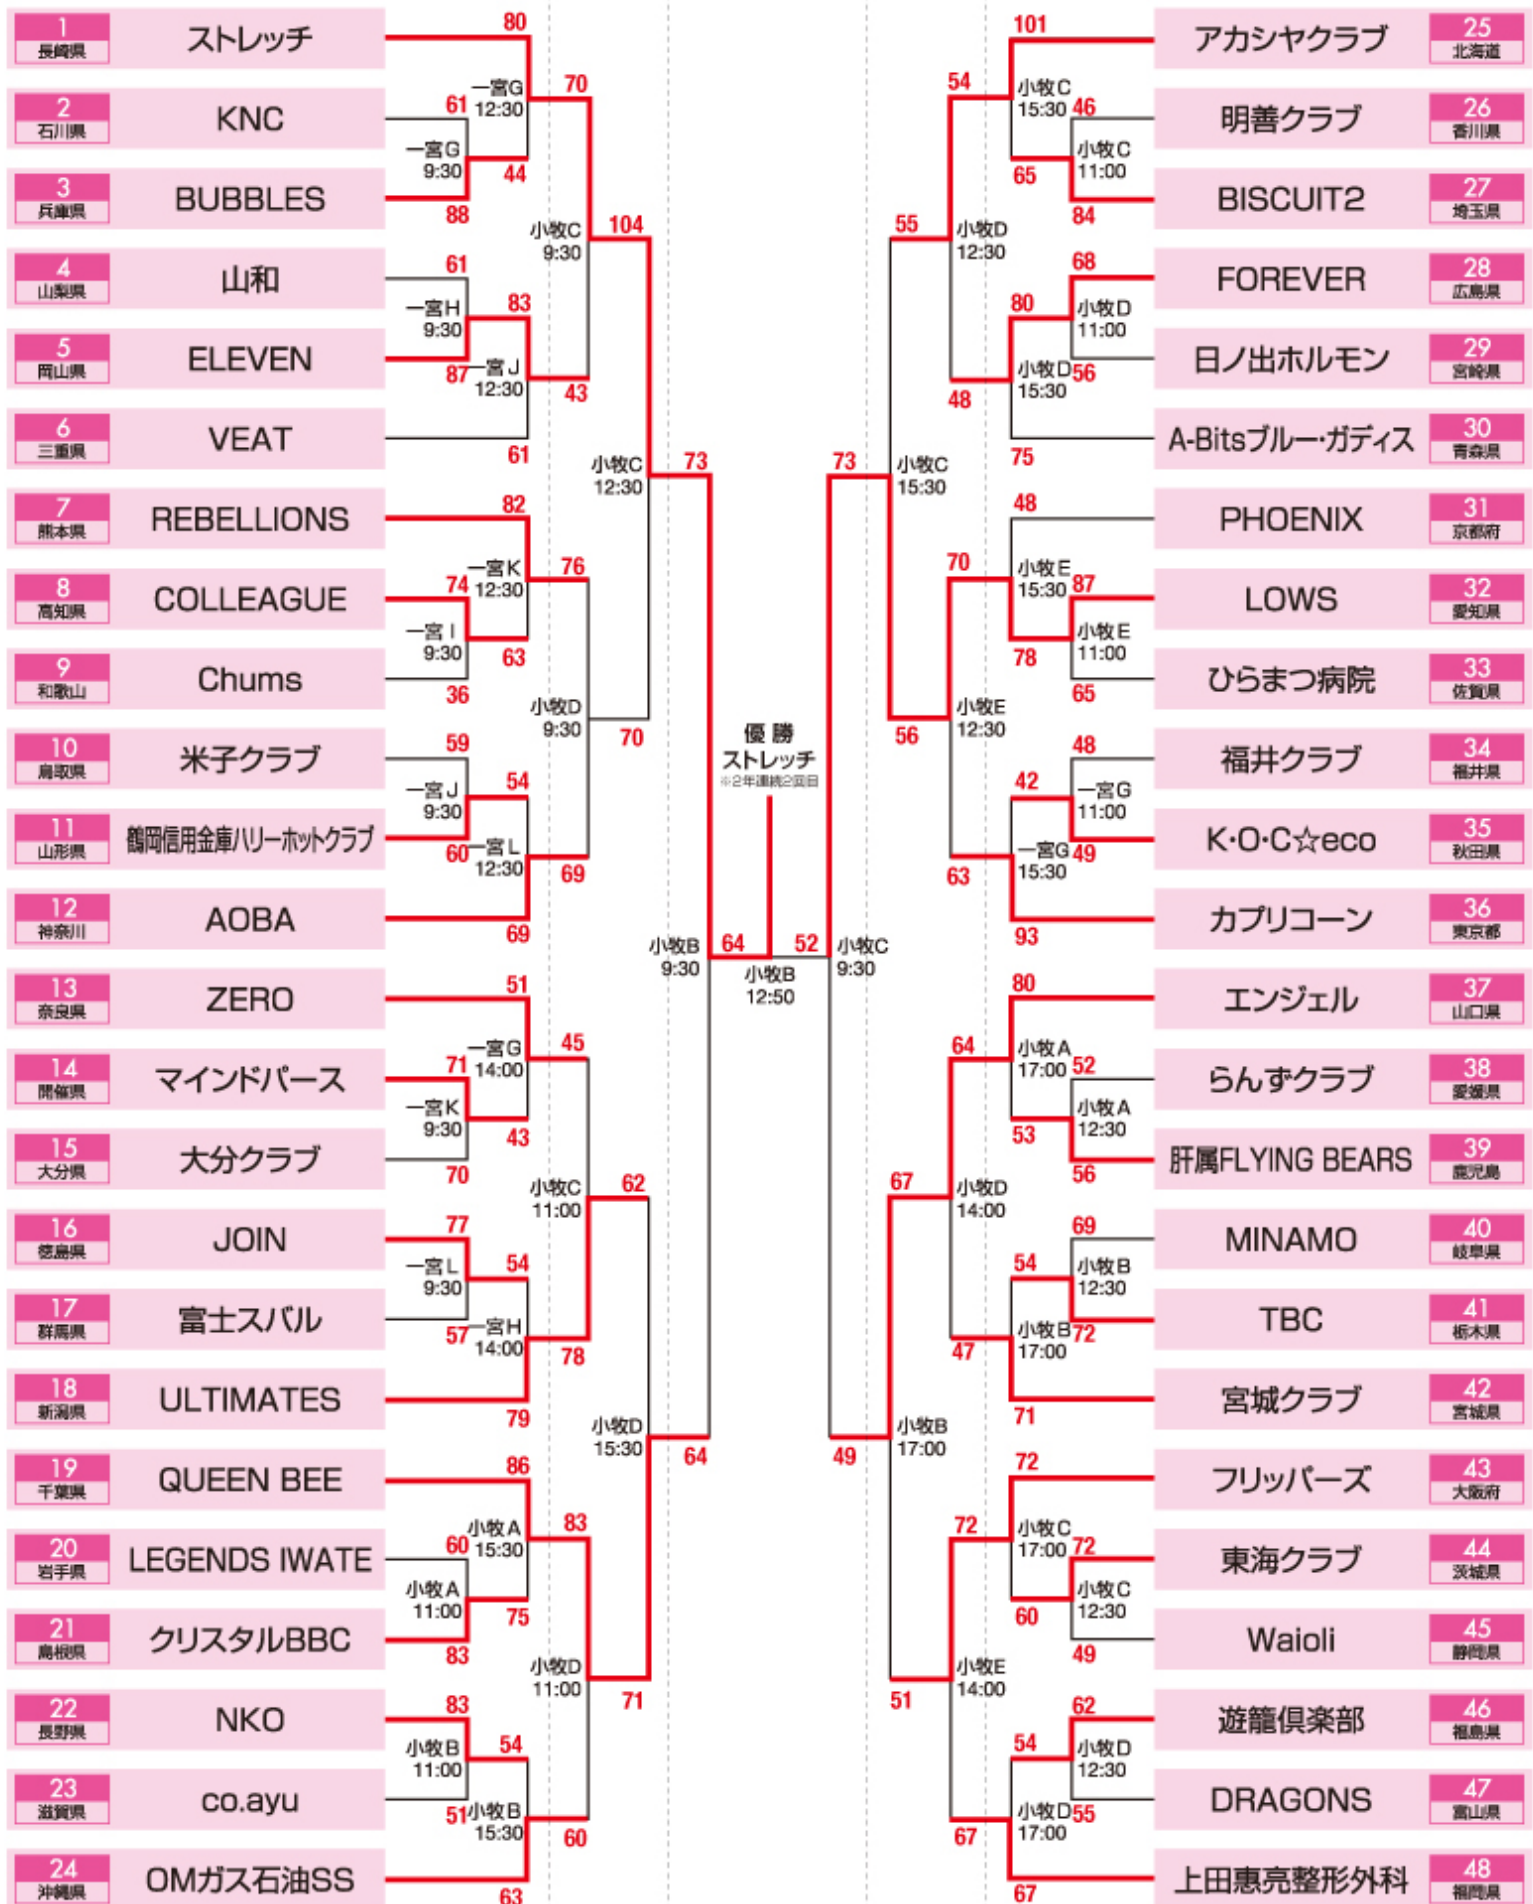 1
長崎県
ストレッチ
2
石川県
KNC
3
兵庫県
BUBBLES
4
山梨県
山和
5
岡山県
ELEVEN
6
三重県
VEAT
7
熊本県
REBELLIONS
8
高知県
COLLEAGUE
9
和歌山
Chums
10
鳥取県
米子クラブ
11
山形県
鶴岡信用金庫ハリーホットクラブ
12
神奈川
AOBA
13
奈良県
ZERO
14
開催県
マインドパース
15
大分県
大分クラブ
16
徳島県
JOIN
17
群馬県
富士スバル
18
新潟県
ULTIMATES
19
千葉県
QUEEN BEE
20
岩手県
LEGENDS IWATE
21
島根県
クリスタルBBC
22
長野県
NKO
23
滋賀県
co.ayu
24
沖縄県
OMガス石油SS
80
一宮G
12:30
44
61
一宮G
9:30
88
61
一宮H
9:30
87
83
一宮J
12:30
61
82
一宮K
12:30
63
74
一宮I
9:30
36
59
一宮J
9:30
60
54
一宮L
12:30
69
51
一宮G
14:00
43
71
一宮K
9:30
70
77
一宮L
9:30
57
54
一宮H
14:00
79
86
小牧A
15:30
75
60
小牧A
11:00
83
83
小牧B
11:00
51
54
小牧B
15:30
63
70
小牧C
9:30
43
76
小牧D
9:30
69
45
小牧C
11:00
78
83
小牧D
11:00
60
104
小牧C
12:30
70
62
小牧D
15:30
71
73
小牧B
9:30
64
優勝
ストレッチ
※2年連続2回目
64
52
小牧B
12:50
73
小牧C
9:30
49
55
小牧C
15:30
56
67
小牧B
17:00
51
54
小牧D
12:30
48
70
小牧E
12:30
63
64
小牧D
14:00
47
72
小牧E
14:00
67
101
小牧C
15:30
65
46
小牧C
11:00
84
68
小牧D
11:00
56
80
小牧D
15:30
75
48
小牧E
15:30
78
87
小牧E
11:00
65
48
一宮G
11:00
49
42
一宮G
15:30
93
80
小牧A
17:00
53
52
小牧A
12:30
56
69
小牧B
12:30
72
54
小牧B
17:00
71
72
小牧C
17:00
60
72
小牧C
12:30
49
62
小牧D
12:30
55
54
小牧D
17:00
67
アカシヤクラブ
25
北海道
明善クラブ
26
香川県
BISCUIT2
27
埼玉県
FOREVER
28
広島県
日ノ出ホルモン
29
宮崎県
A-Bitsブルー・ガディス
30
青森県
PHOENIX
31
京都府
LOWS
32
愛知県
ひらまつ病院
33
佐賀県
福井クラブ
34
福井県
K・O・C☆eco
35
秋田県
カプリコーン
36
東京都
エンジェル
37
山口県
らんずクラブ
38
愛媛県
肝属FLYING BEARS
39
鹿児島
MINAMO
40
岐阜県
TBC
41
栃木県
宮城クラブ
42
宮城県
フリッパーズ
43
大阪府
東海クラブ
44
茨城県
Waioli
45
静岡県
遊籠倶楽部
46
福島県
DRAGONS
47
富山県
上田惠亮整形外科
48
福岡県